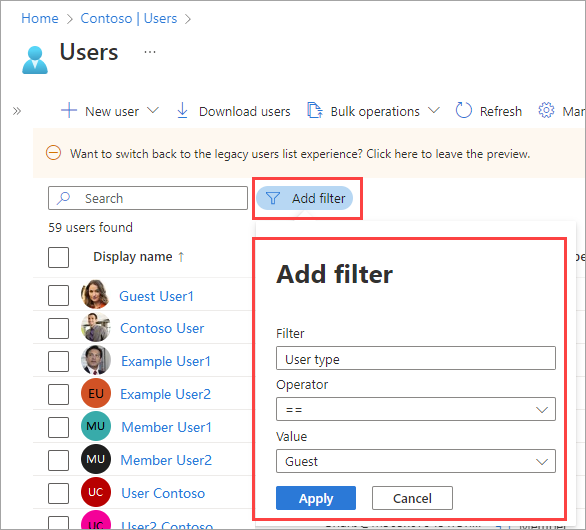 Home > Contoso | Users >
Users ...
» + New user Download users Bulk operations Refresh
Want to switch back to the legacy users list experience? Click here to leave the preview.
Search Add filter
59 users found
Display name ↑
Add filter
Guest User1
Contoso User
Filter
Example User1
User type
Operator
EU Example User2
==
MU Member User1
Value
MU Member User2
Guest
UC User Contoso
Apply Cancel
UC User2 Contoso
Member